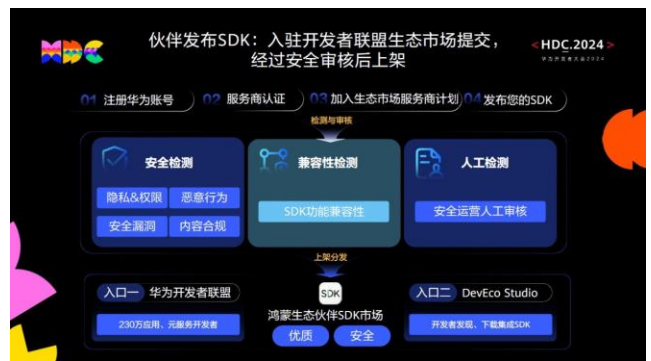 伙伴发布SDK：入驻开发者联盟生态市场提交，
经过安全审核后上架
HDC
<HDC.2024>
华为开发者大会2024
01 注册华为账号
02 服务商认证
03 加入生态市场服务商计划
04 发布您的SDK
检测与审核
安全检测
隐私&权限
恶意行为
安全漏洞
内容合规
兼容性检测
SDK功能兼容性
人工检测
安全运营人工审核
上架分发
入口一 华为开发者联盟
230万应用、元服务开发者
SDK
鸿蒙生态伙伴SDK市场
优质
安全
入口二 DevEco Studio
开发者发现、下载集成SDK